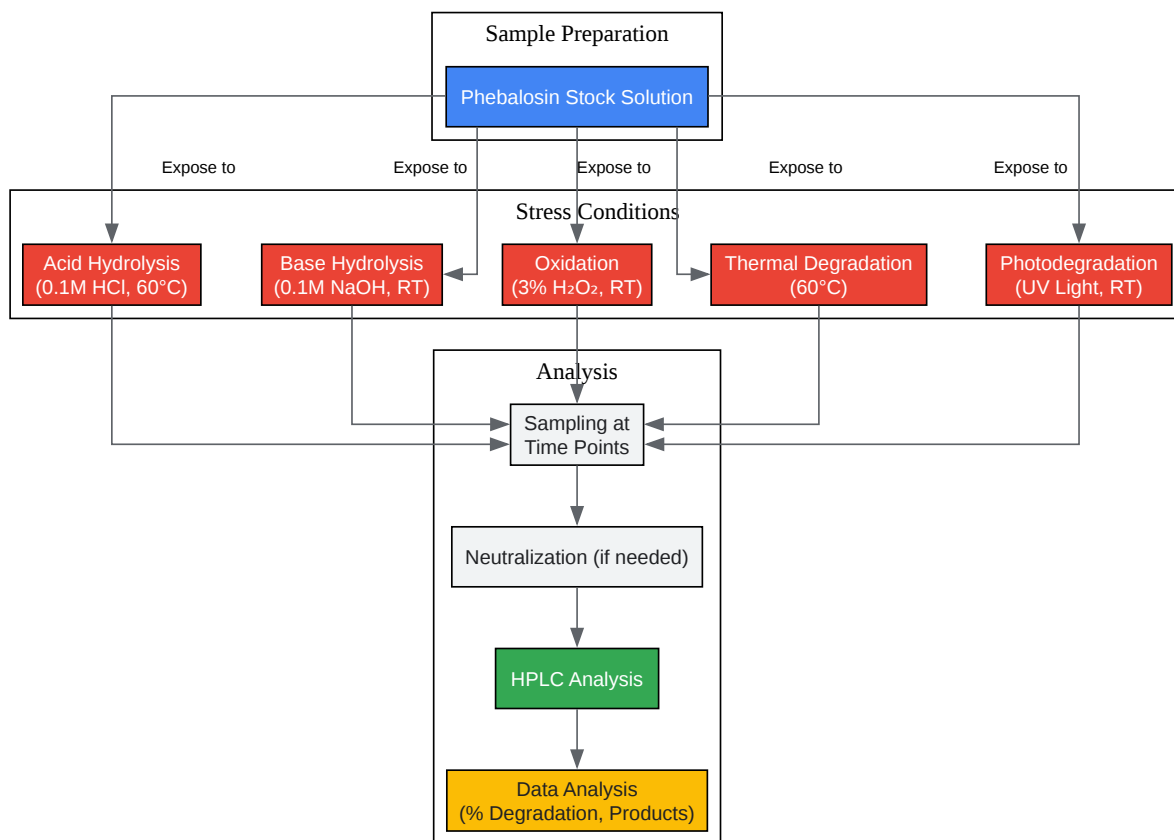 Sample Preparation
Phebalosin Stock Solution
Expose to
Expose to
Expose to
Expose to
Expose to
Stress Conditions
Acid Hydrolysis
(0.1M HCl, 60°C)
Base Hydrolysis
(0.1M NaOH, RT)
Oxidation
(3% H₂O₂, RT)
Thermal Degradation
(60°C)
Photodegradation
(UV Light, RT)
Analysis
Sampling at
Time Points
Neutralization (if needed)
HPLC Analysis
Data Analysis
(% Degradation, Products)